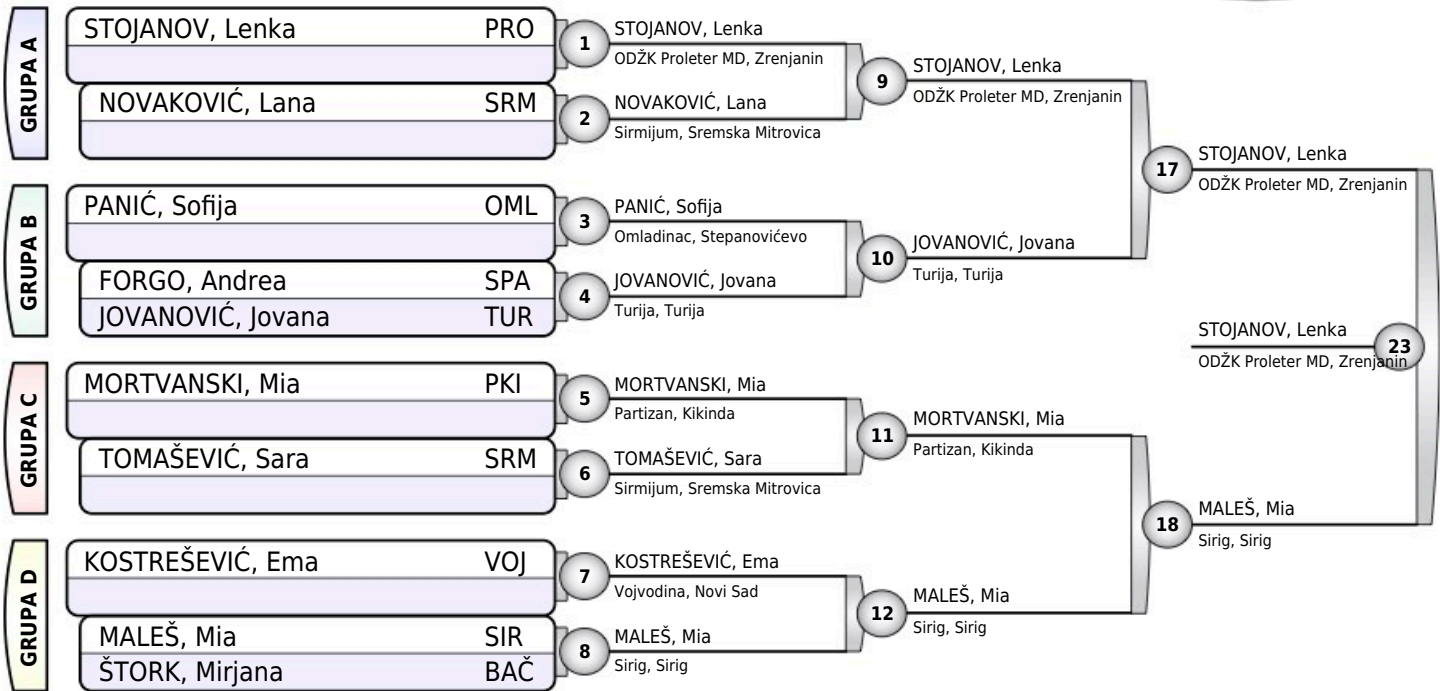 GRUPA A
STOJANOV, Lenka PRO
NOVAKOVIĆ, Lana SRM
1
STOJANOV, Lenka
ODŽK Proleter MD, Zrenjanin
2
NOVAKOVIĆ, Lana
Sirmijum, Sremska Mitrovica
9
STOJANOV, Lenka
ODŽK Proleter MD, Zrenjanin
GRUPA B
PANIĆ, Sofija OML
FORGO, Andrea SPA
JOVANOVIĆ, Jovana TUR
3
PANIĆ, Sofija
Omladinac, Stepanovićevo
4
JOVANOVIĆ, Jovana
Turija, Turija
10
JOVANOVIĆ, Jovana
Turija, Turija
17
STOJANOV, Lenka
ODŽK Proleter MD, Zrenjanin
GRUPA C
MORTVANSKI, Mia PKI
TOMAŠEVIĆ, Sara SRM
5
MORTVANSKI, Mia
Partizan, Kikinda
6
TOMAŠEVIĆ, Sara
Sirmijum, Sremska Mitrovica
11
MORTVANSKI, Mia
Partizan, Kikinda
GRUPA D
KOSTREŠEVIĆ, Ema VOJ
MALEŠ, Mia SIR
ŠTORK, Mirjana BAČ
7
KOSTREŠEVIĆ, Ema
Vojvodina, Novi Sad
8
MALEŠ, Mia
Sirig, Sirig
12
MALEŠ, Mia
Sirig, Sirig
18
MALEŠ, Mia
Sirig, Sirig
23
STOJANOV, Lenka
ODŽK Proleter MD, Zrenjanin